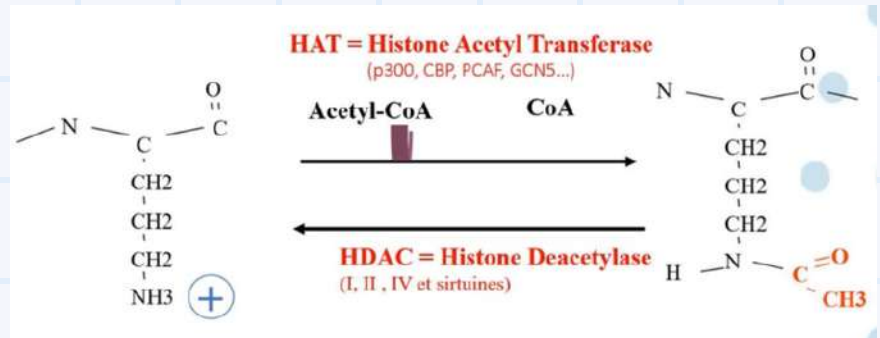 HAT = Histone Acetyl Transferase
(p300, CBP, PCAF, GCN5...)
Acetyl-CoA CoA
O
N C
C
CH2
CH2
CH2
NH3 +
HDAC = Histone Deacetylase
(I, II , IV et sirtuines)
O
N C
C
CH2
CH2
CH2
H N C =O
CH3